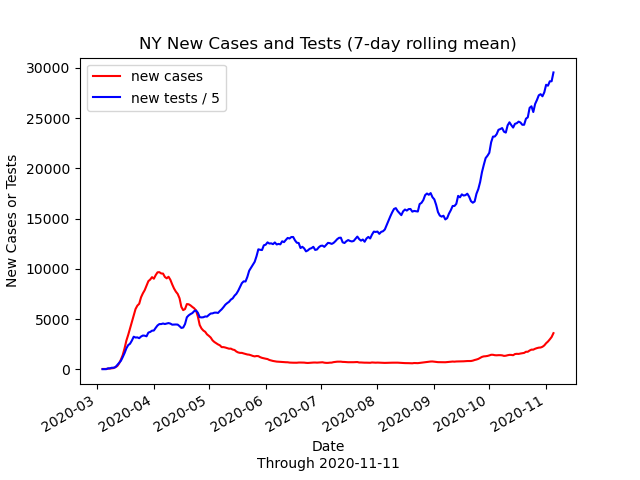 NY New Cases and Tests (7-day rolling mean)
new cases
new tests / 5
New Cases or Tests
30000
25000
20000
15000
10000
5000
0
2020-03
2020-04
2020-05
2020-06
2020-07
2020-08
2020-09
2020-10
2020-11
Date
Through 2020-11-11